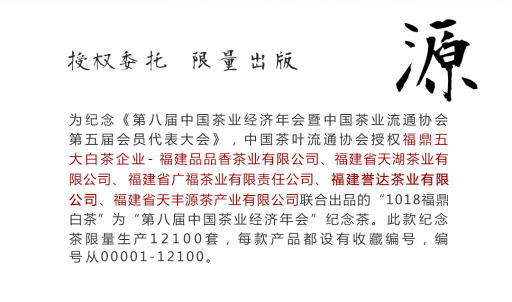 源
授权委托 限量出版
为纪念《第八届中国茶业经济年会暨中国茶业流通协会
第五届会员代表大会》，中国茶叶流通协会授权福鼎五
大白茶企业- 福建品品香茶业有限公司、福建省天湖茶业有
限公司、福建省广福茶业有限责任公司、福建誉达茶业有限
公司、福建省天丰源茶产业有限公司联合出品的“1018福鼎
白茶”为“第八届中国茶业经济年会”纪念茶。此款纪念
茶限量生产12100套，每款产品都设有收藏编号，编
号从00001-12100。